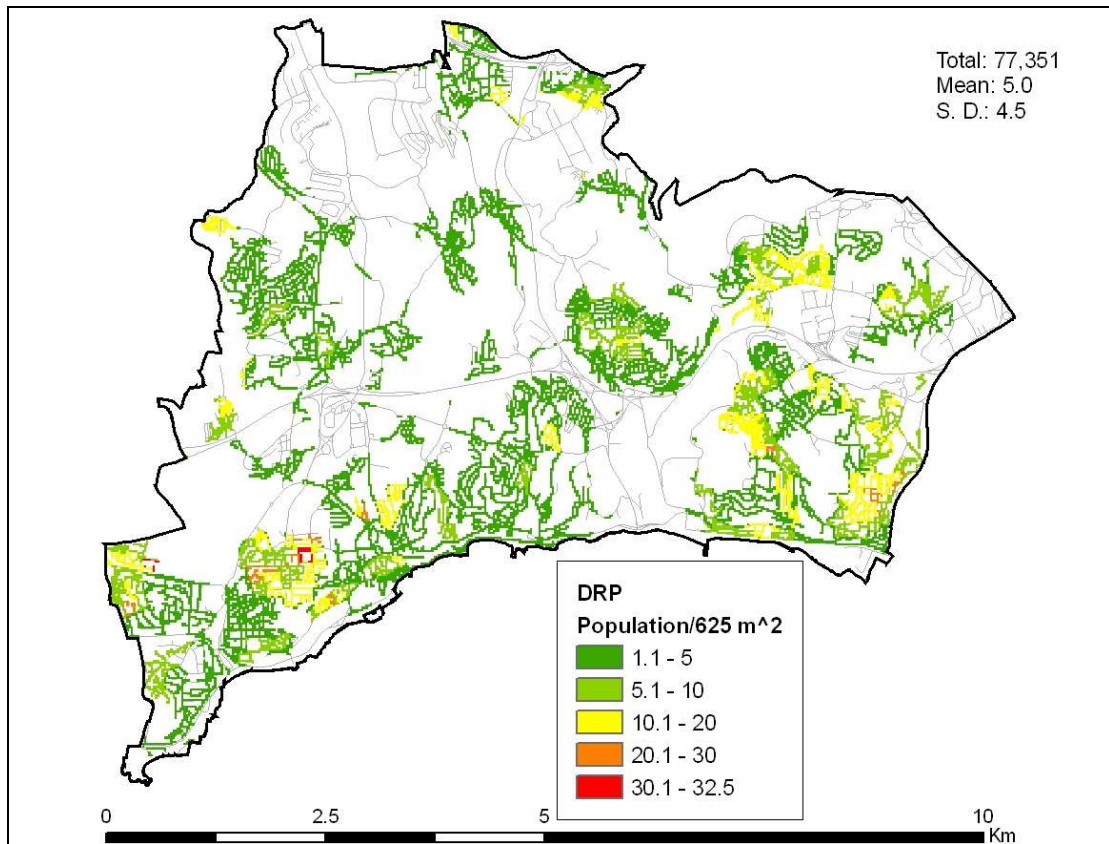 Total: 77,351
Mean: 5.0
S. D.: 4.5
DRP
Population/625 m^2
1.1 - 5
5.1 - 10
10.1 - 20
20.1 - 30
30.1 - 32.5
0 2.5 5 10
Km